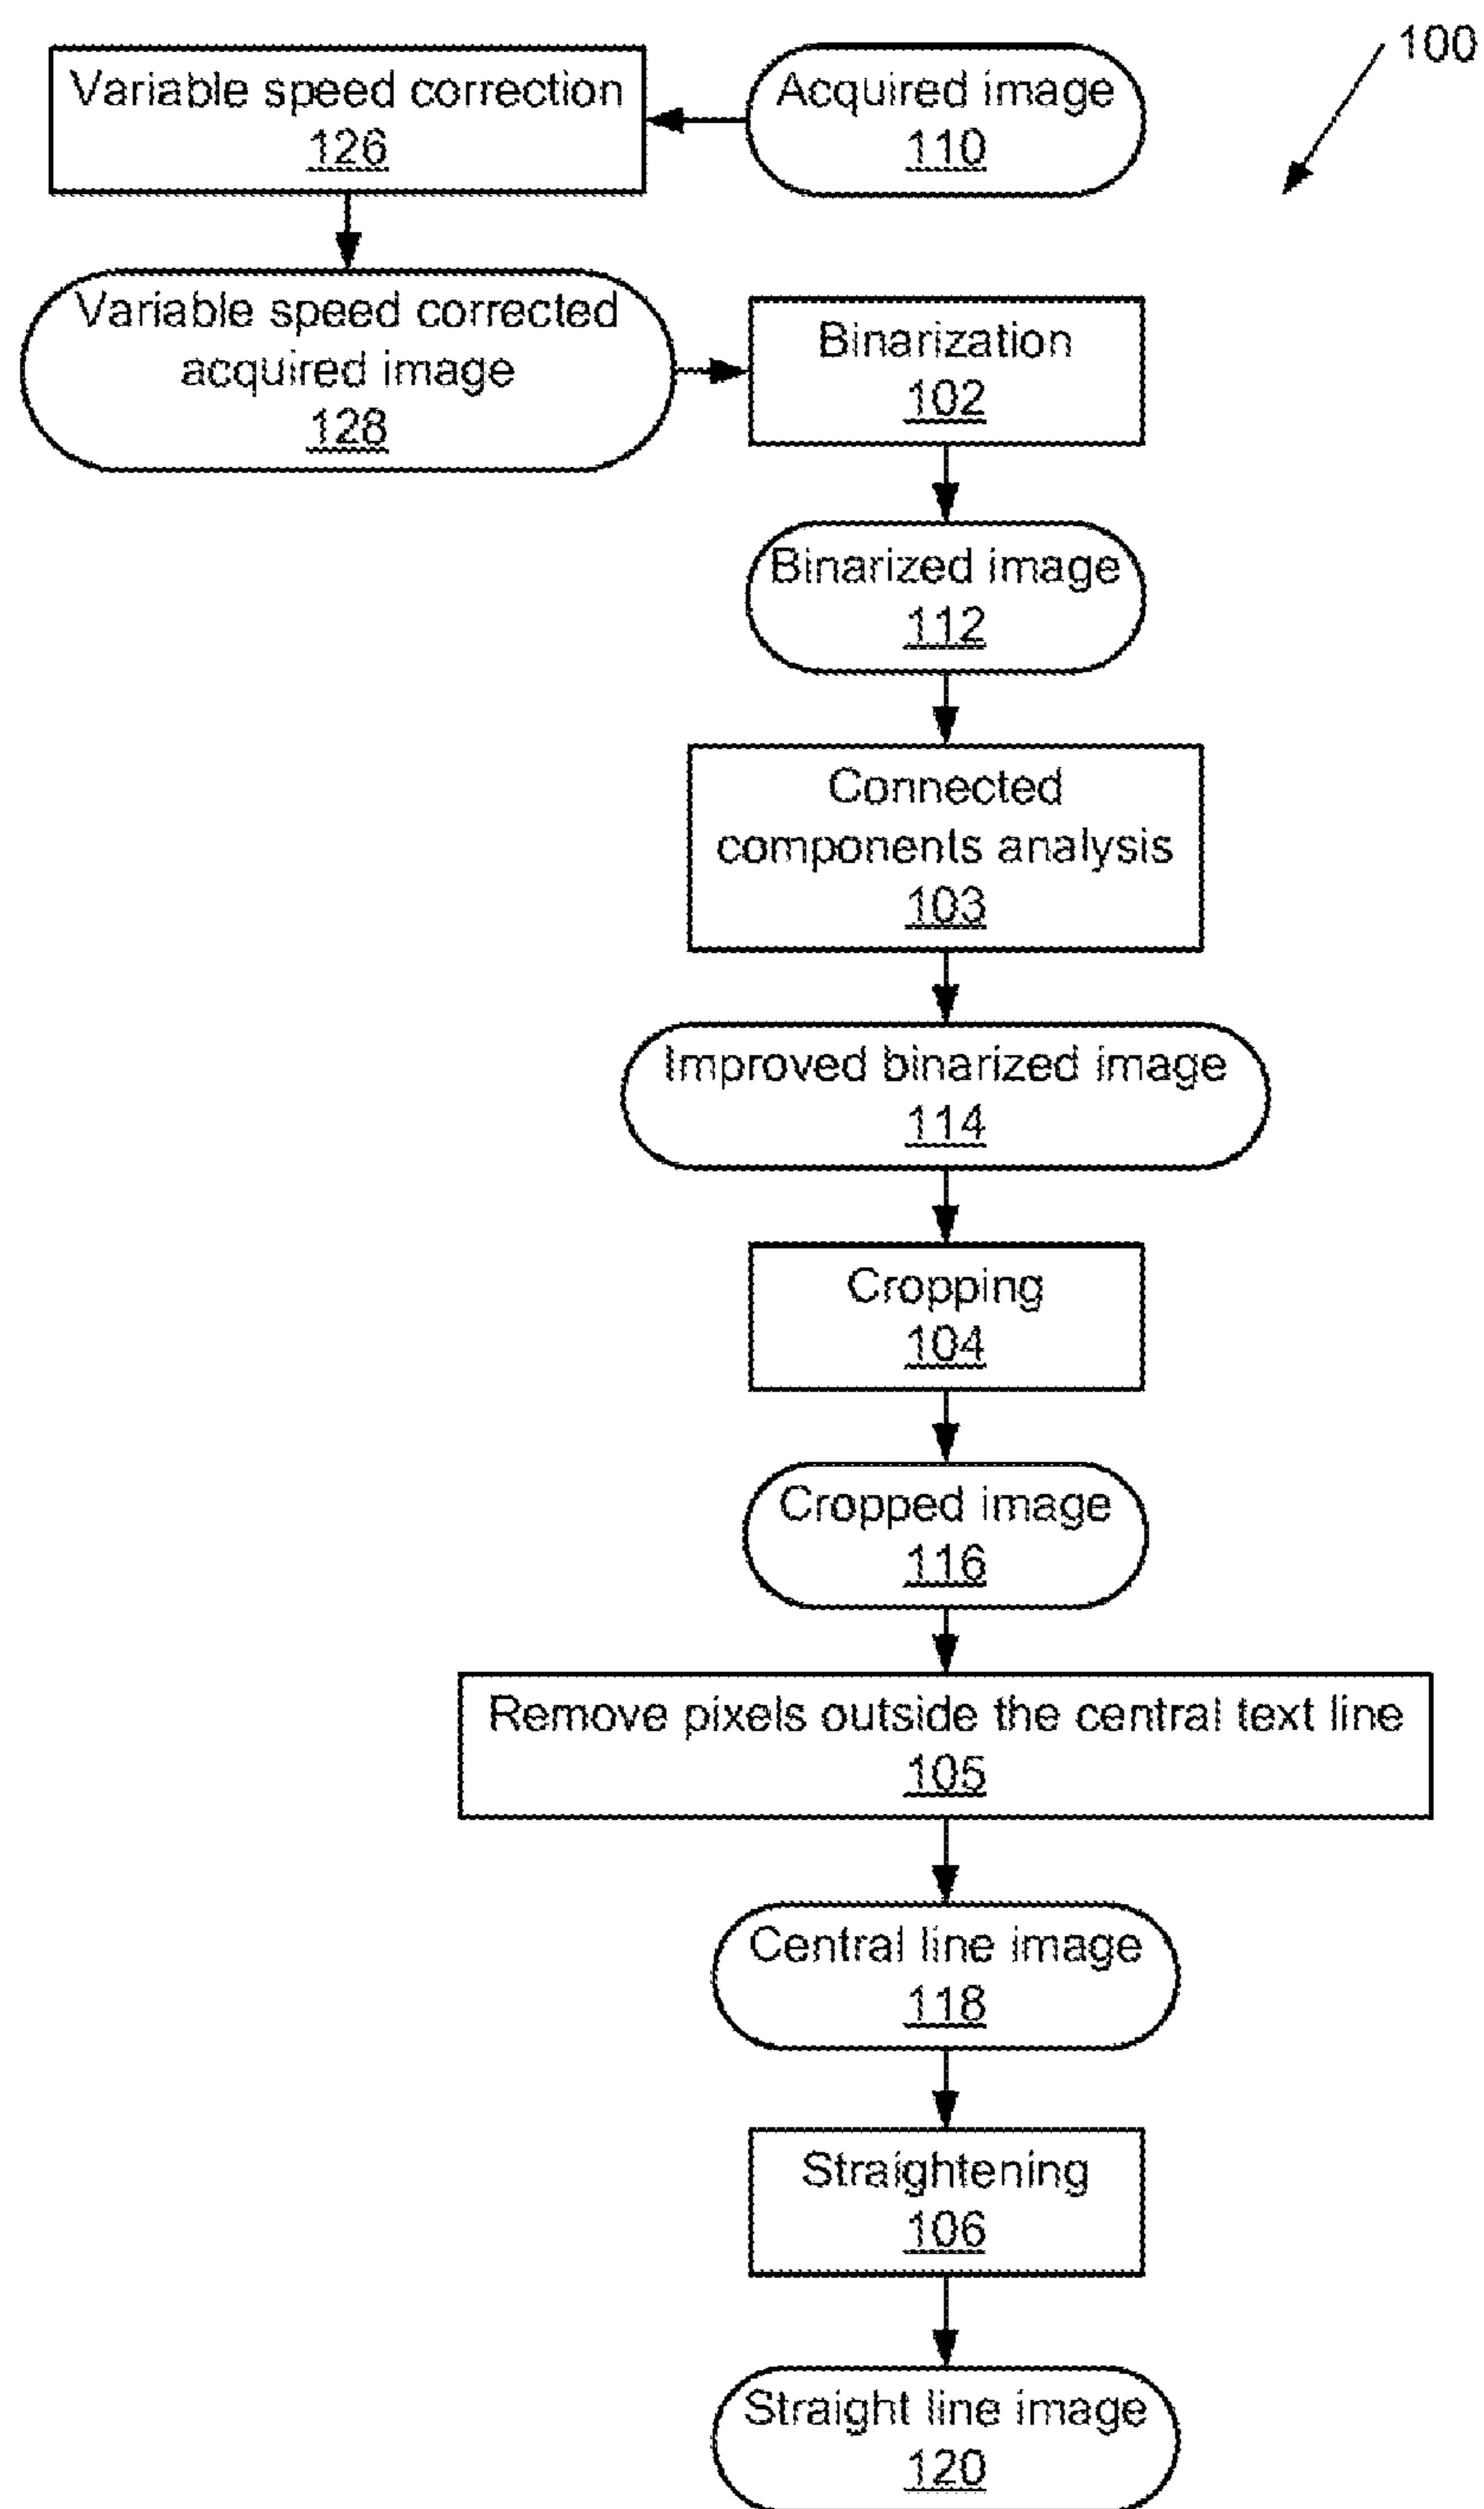 100
Acquired image
110
Variable speed correction
126
Variable speed corrected
acquired image
128
Binarization
102
Binarized image
112
Connected
components analysis
103
Improved binarized image
114
Cropping
104
Cropped image
116
Remove pixels outside the central text line
105
Central line image
118
Straightening
106
Straight line image
120